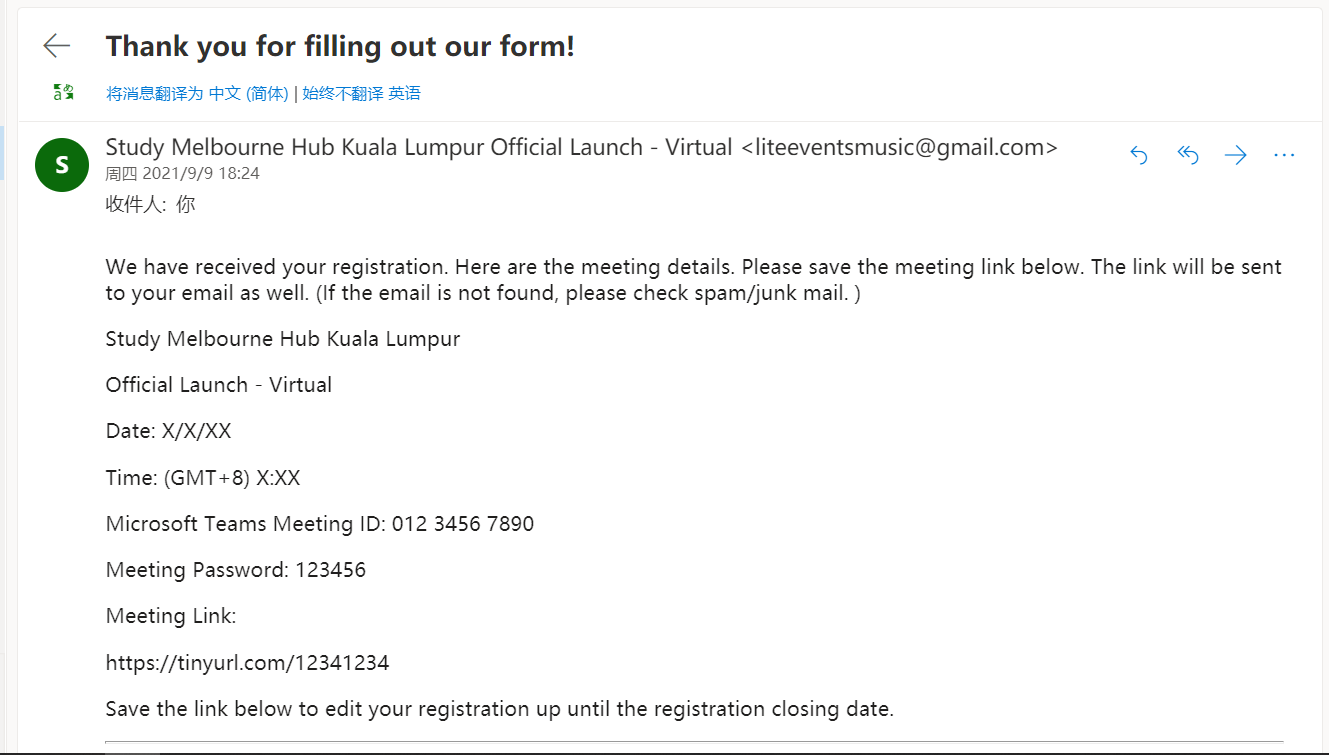 Thank you for filling out our form!
将消息翻译为 中文 (简体) | 始终不翻译 英语
S
Study Melbourne Hub Kuala Lumpur Official Launch - Virtual <liteeventsmusic@gmail.com>
周四 2021/9/9 18:24
收件人: 你
We have received your registration. Here are the meeting details. Please save the meeting link below. The link will be sent
to your email as well. (If the email is not found, please check spam/junk mail. )
Study Melbourne Hub Kuala Lumpur
Official Launch - Virtual
Date: X/X/XX
Time: (GMT+8) X:XX
Microsoft Teams Meeting ID: 012 3456 7890
Meeting Password: 123456
Meeting Link:
https://tinyurl.com/12341234
Save the link below to edit your registration up until the registration closing date.